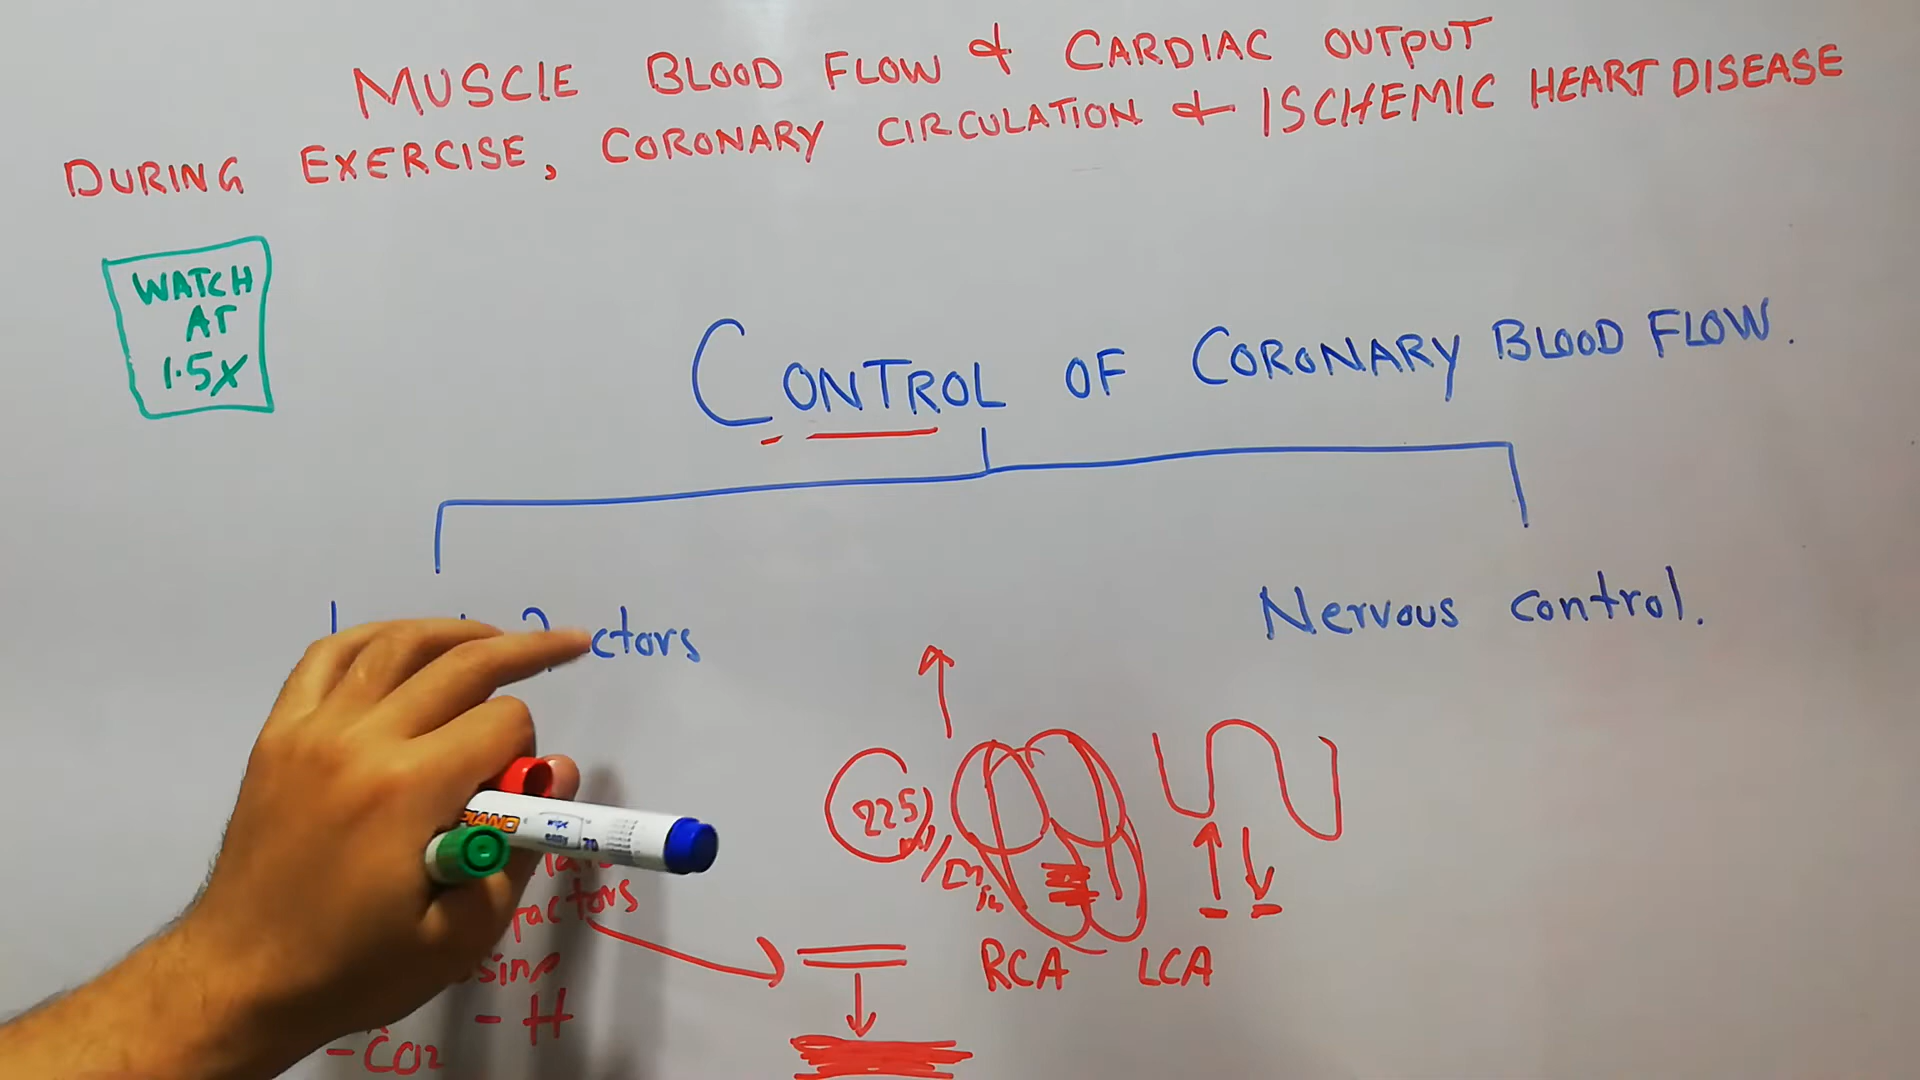 MUSCLE BLOOD FLOW & CARDIAC OUTPUT
DURING EXERCISE, CORONARY CIRCULATION & ISCHEMIC HEART DISEASE
WATCH
AT
1.5X
CONTROL OF CORONARY BLOOD FLOW.
ctors
Nervous control.
225
factors
RCA LCA
- H
- CO2